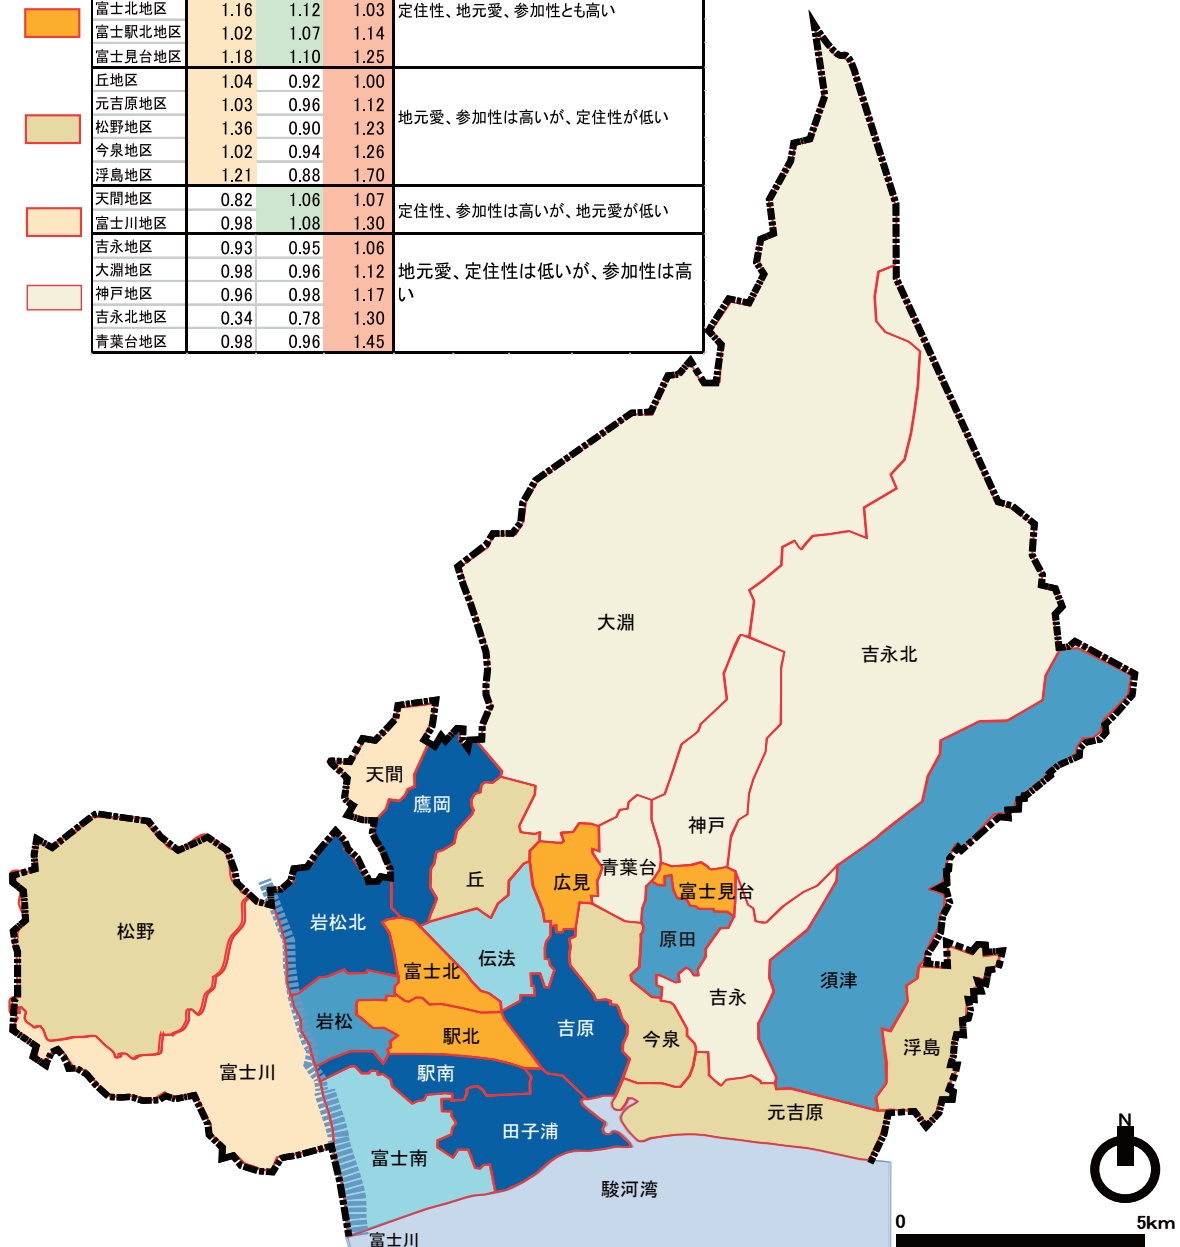 富士北地区 1.16 1.12 1.03 定住性、地元愛、参加性とも高い
富士駅北地区 1.02 1.07 1.14
富士見台地区 1.18 1.10 1.25
丘地区 1.04 0.92 1.00
元吉原地区 1.03 0.96 1.12
地元愛、参加性は高いが、定住性が低い
松野地区 1.36 0.90 1.23
今泉地区 1.02 0.94 1.26
浮島地区 1.21 0.88 1.70
天間地区 0.82 1.06 1.07
定住性、参加性は高いが、地元愛が低い
富士川地区 0.98 1.08 1.30
吉永地区 0.93 0.95 1.06
大淵地区 0.98 0.96 1.12
地元愛、定住性は低いが、参加性は高
い
神戸地区 0.96 0.98 1.17
吉永北地区 0.34 0.78 1.30
青葉台地区 0.98 0.96 1.45
大淵
吉永北
天間
鷹岡
神戸
青葉台
丘
広見
富士見台
岩松北
松野
原田
伝法
富士北
須津
吉永
岩松
吉原
駅北
今泉
浮島
富士川
駅南
元吉原
田子浦
富士南
駿河湾
富士川
N
0 5km